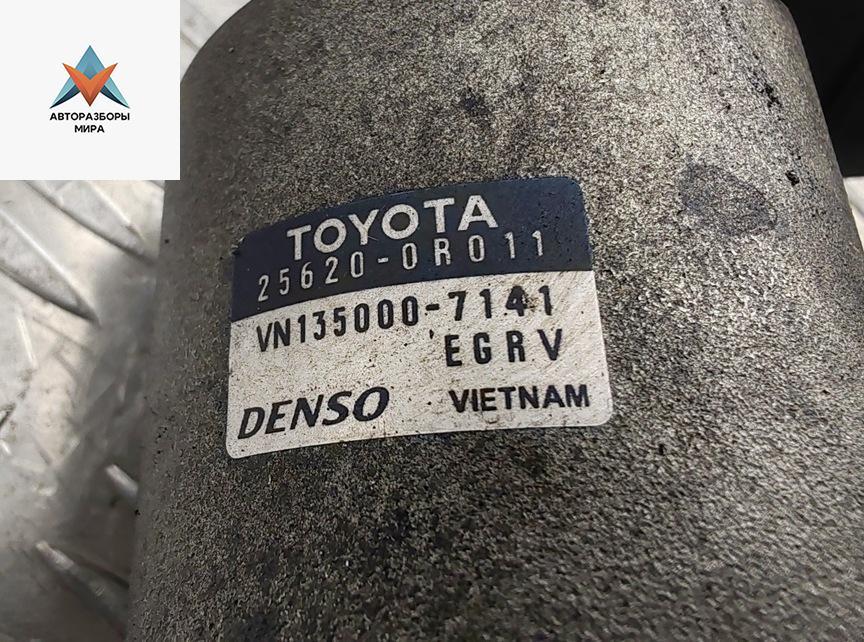 АВТОРАЗБОРЫ
МИРА
TOYOTA
25620-0R011
VN135000-7141
EGRV
DENSO VIETNAM